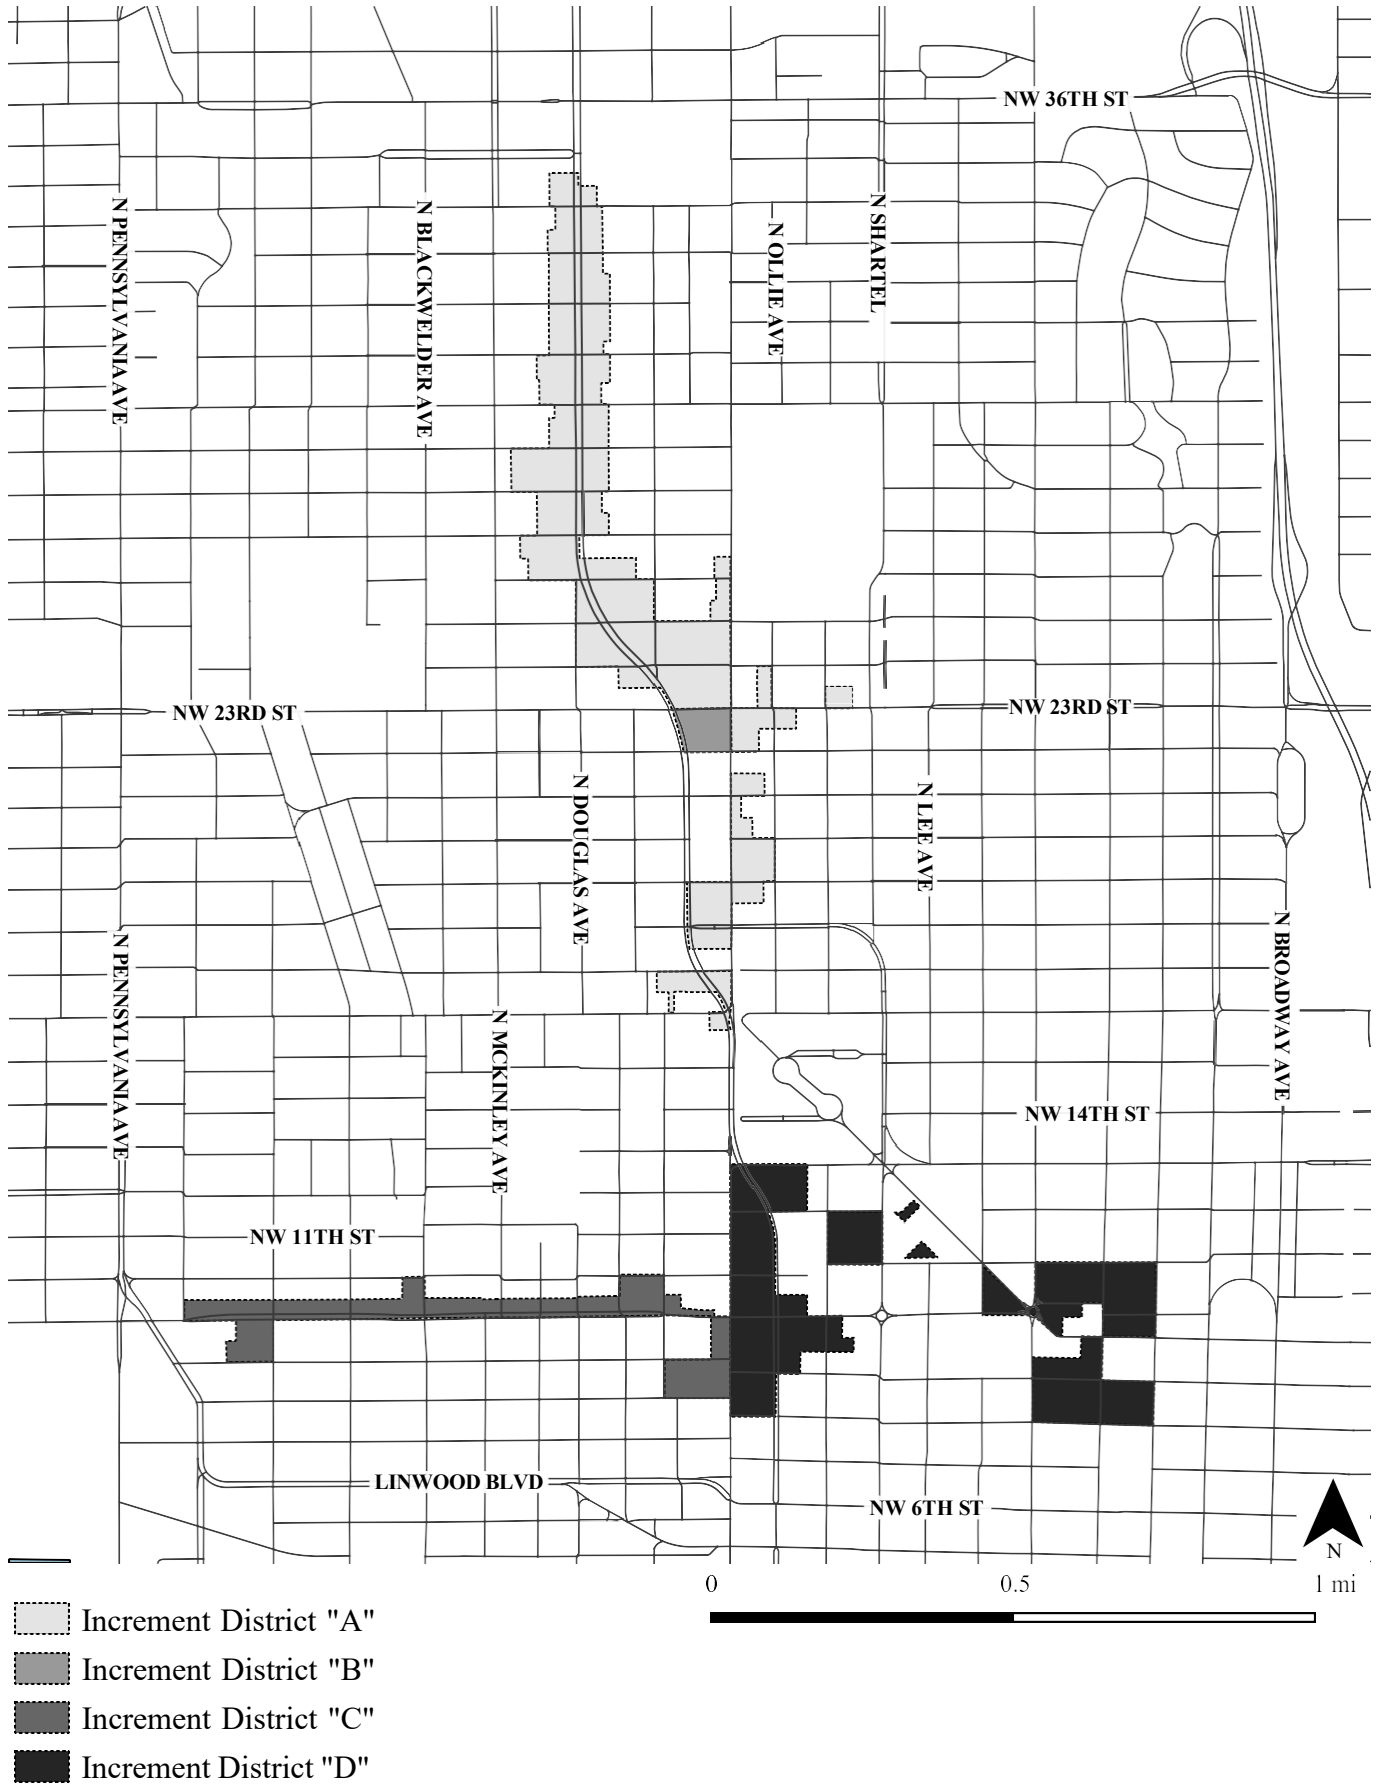 NW 36TH ST
N PENNSYLVANIA AVE
N BLACKWELDER AVE
N OLLIE AVE
N SHARTEL
NW 23RD ST
NW 23RD ST
N DOUGLAS AVE
N LEE AVE
N PENNSYLVANIA AVE
N MCKINLEY AVE
N BROADWAY AVE
NW 14TH ST
NW 11TH ST
LINWOOD BLVD
NW 6TH ST
N
0 0.5 1 mi
Increment District "A"
Increment District "B"
Increment District "C"
Increment District "D"